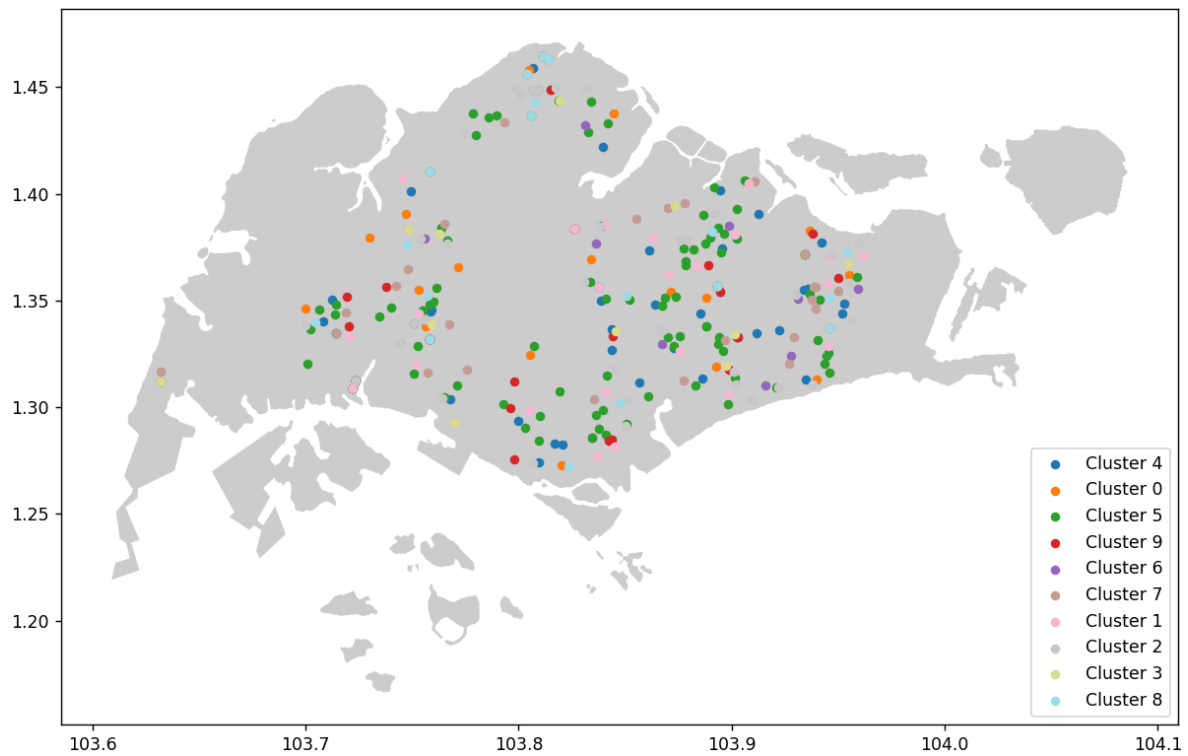 1.45
1.40
1.35
1.30
1.25
1.20
103.6
103.7
103.8
103.9
104.0
104.1
Cluster 4
Cluster 0
Cluster 5
Cluster 9
Cluster 6
Cluster 7
Cluster 1
Cluster 2
Cluster 3
Cluster 8